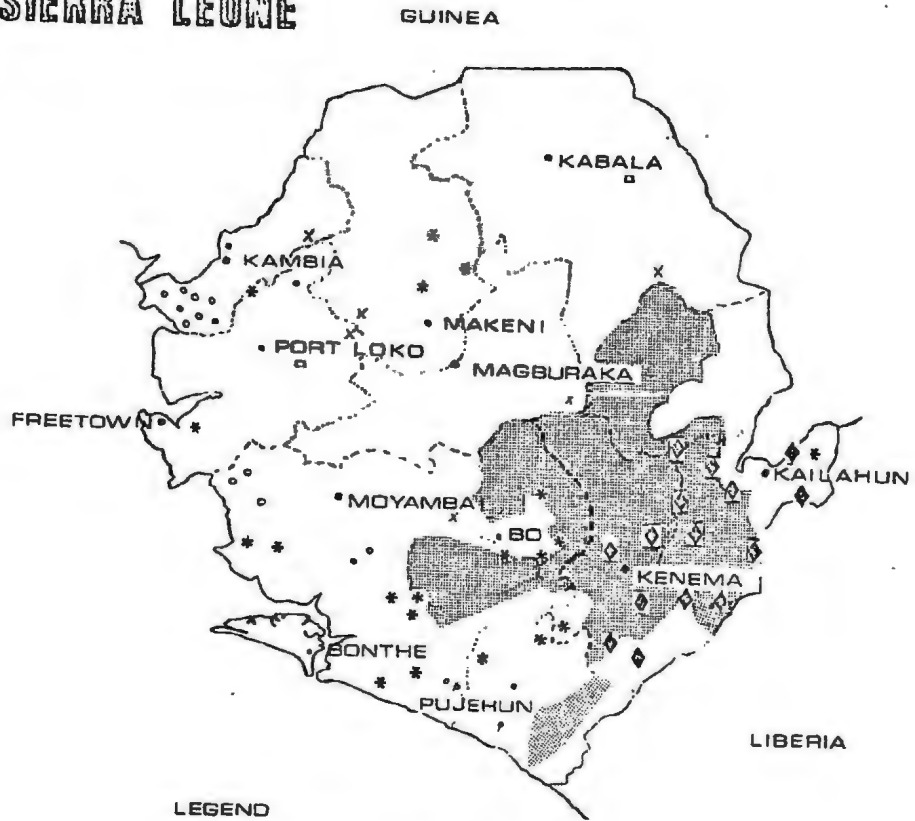 SIERRA LEONE
GUINEA
KABALA
KAMBIA
MAKENI
PORT LOKO
MAGBURAKA
FREETOWN
KAILAHUN
MOYAMBA
BO
KENEMA
BONTHE
PUJEHUN
LIBERIA
LEGEND